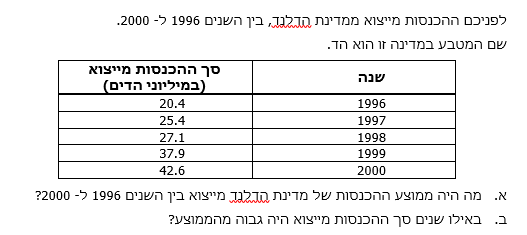 לפניכם ההכנסות מייצוא ממדינת הדלנד, בין השנים 1996 ל- 2000.
שם המטבע במדינה זו הוא הד.
שנה סך ההכנסות מייצוא (במיליוני הדים)
1996 20.4
1997 25.4
1998 27.1
1999 37.9
2000 42.6
א. מה היה ממוצע ההכנסות של מדינת הדלנד מייצוא בין השנים 1996 ל- 2000?
ב. באילו שנים סך ההכנסות מייצוא היה גבוה מהממוצע?